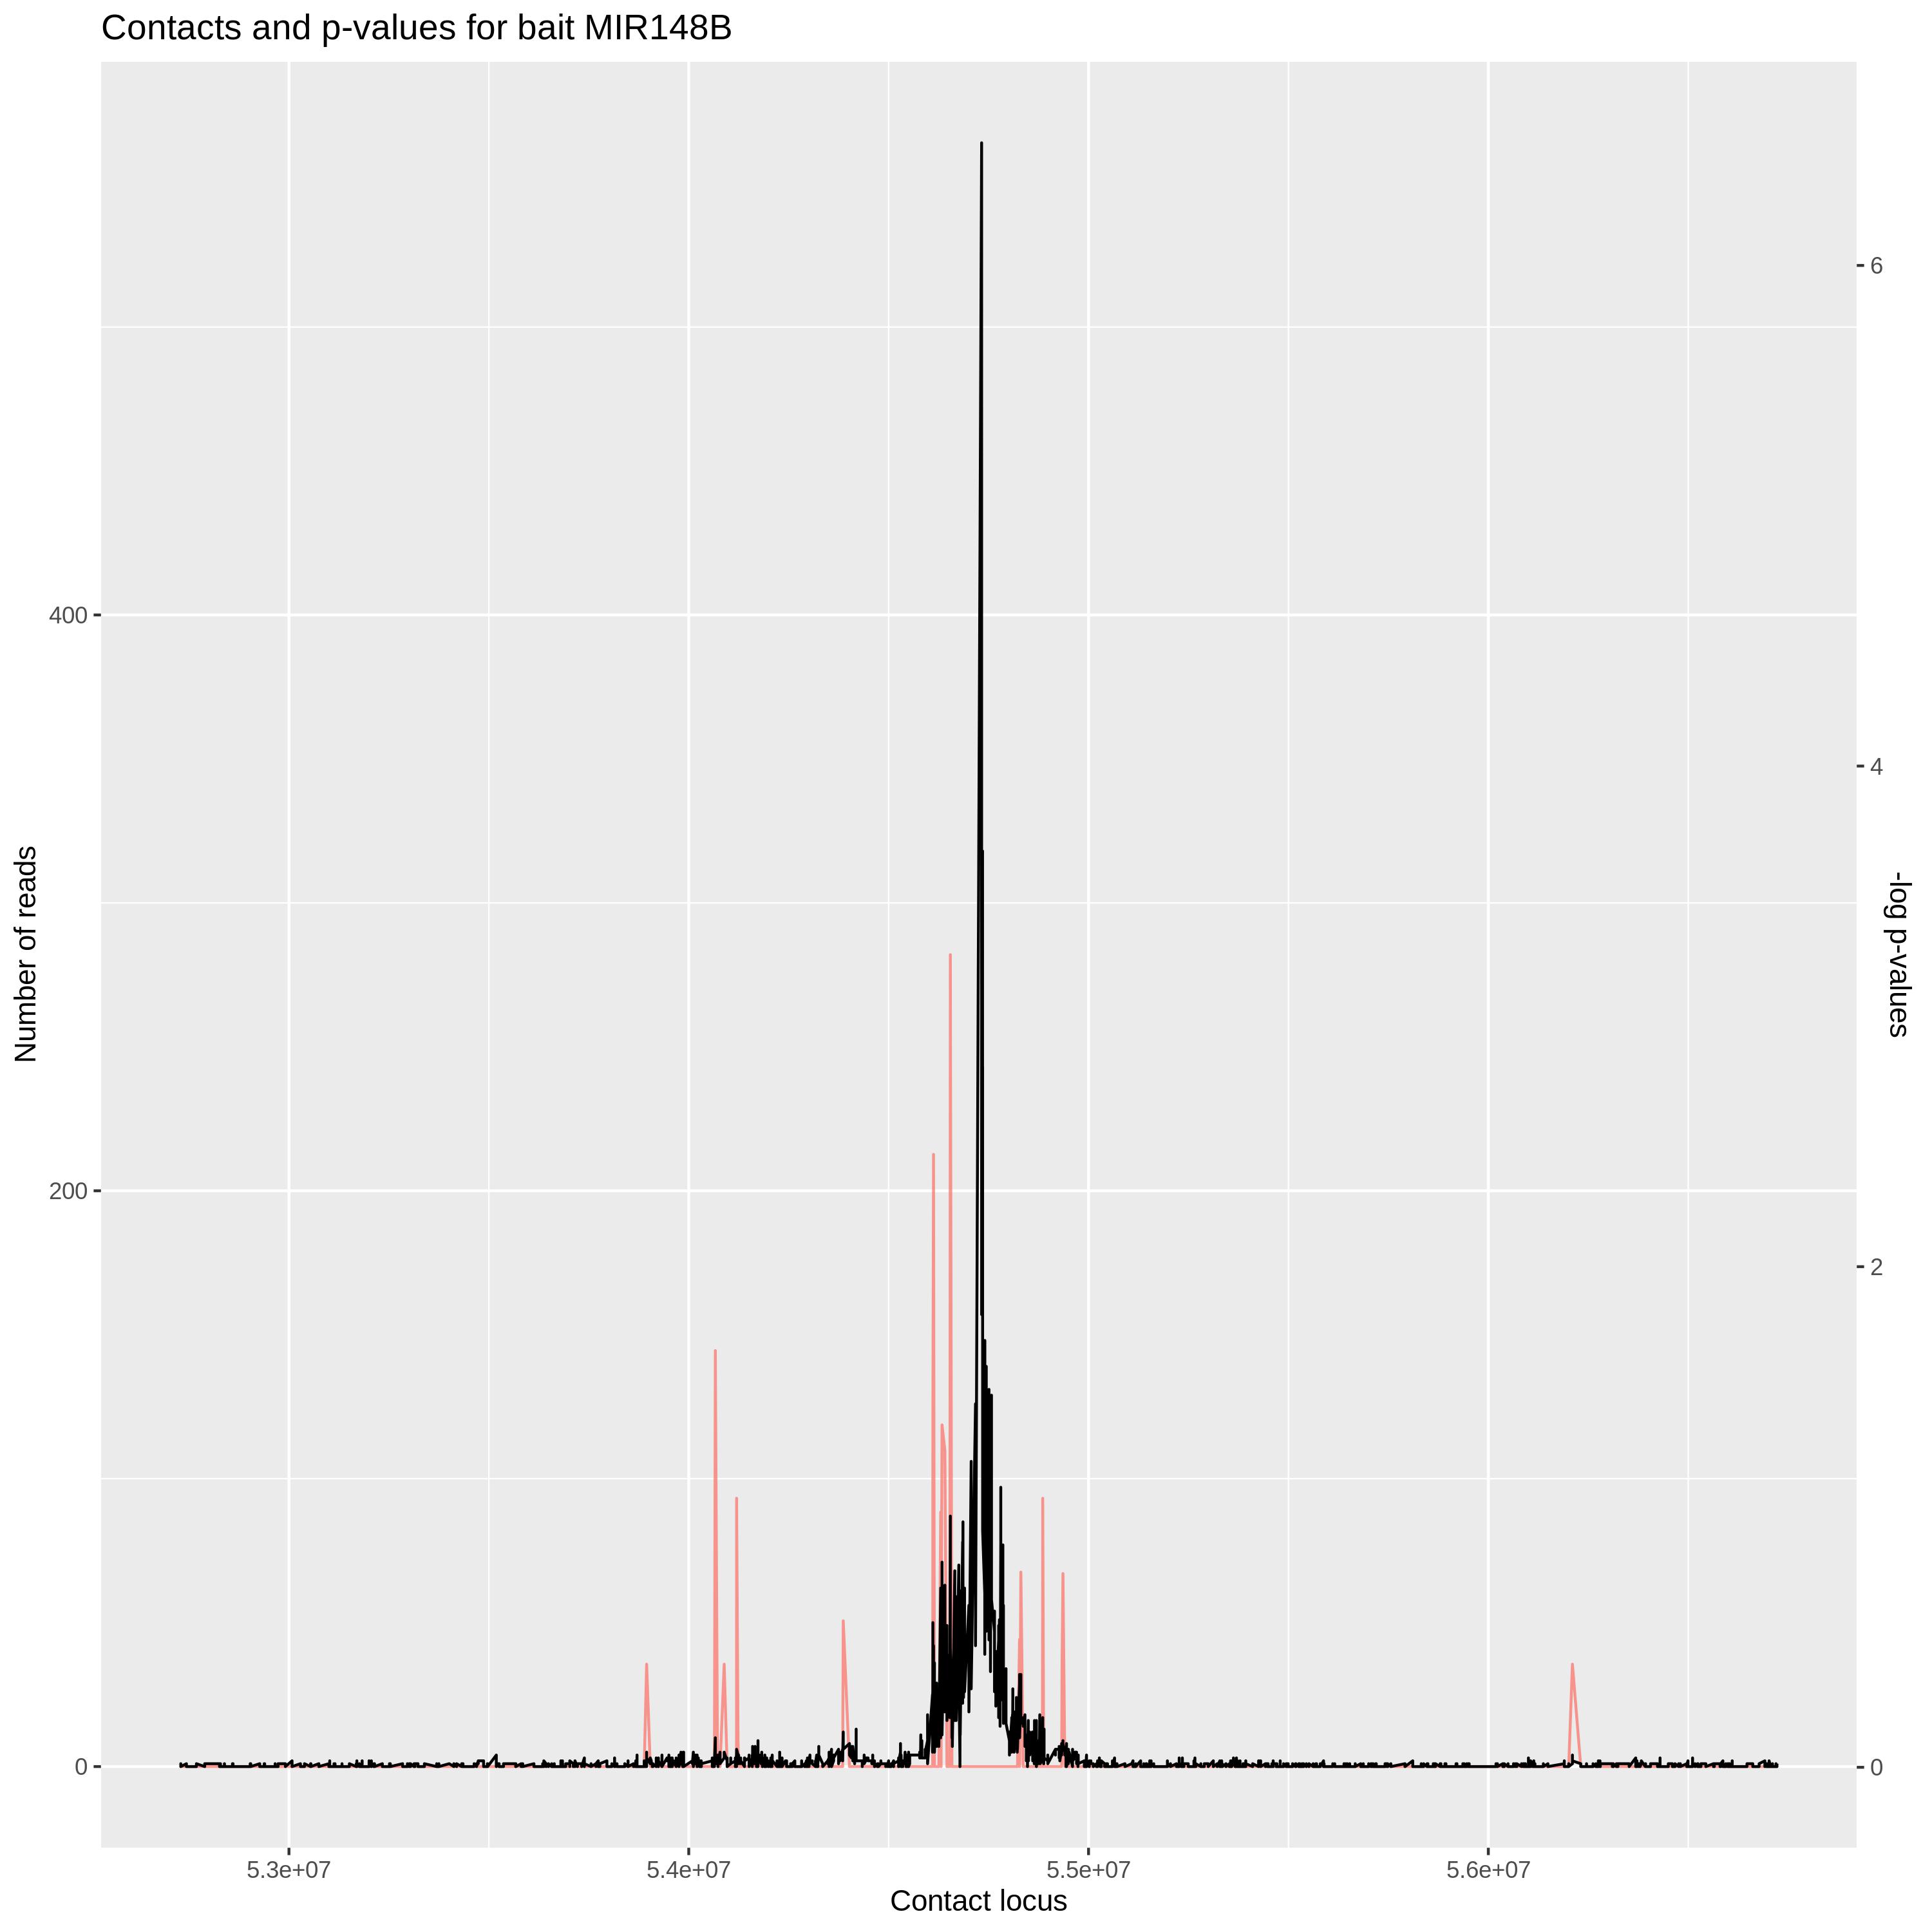 Contacts and p-values for bait MIR148B
Number of reads
400
200
0
6
4
2
0
-log p-values
5.3e+07 5.4e+07 5.5e+07 5.6e+07
Contact locus